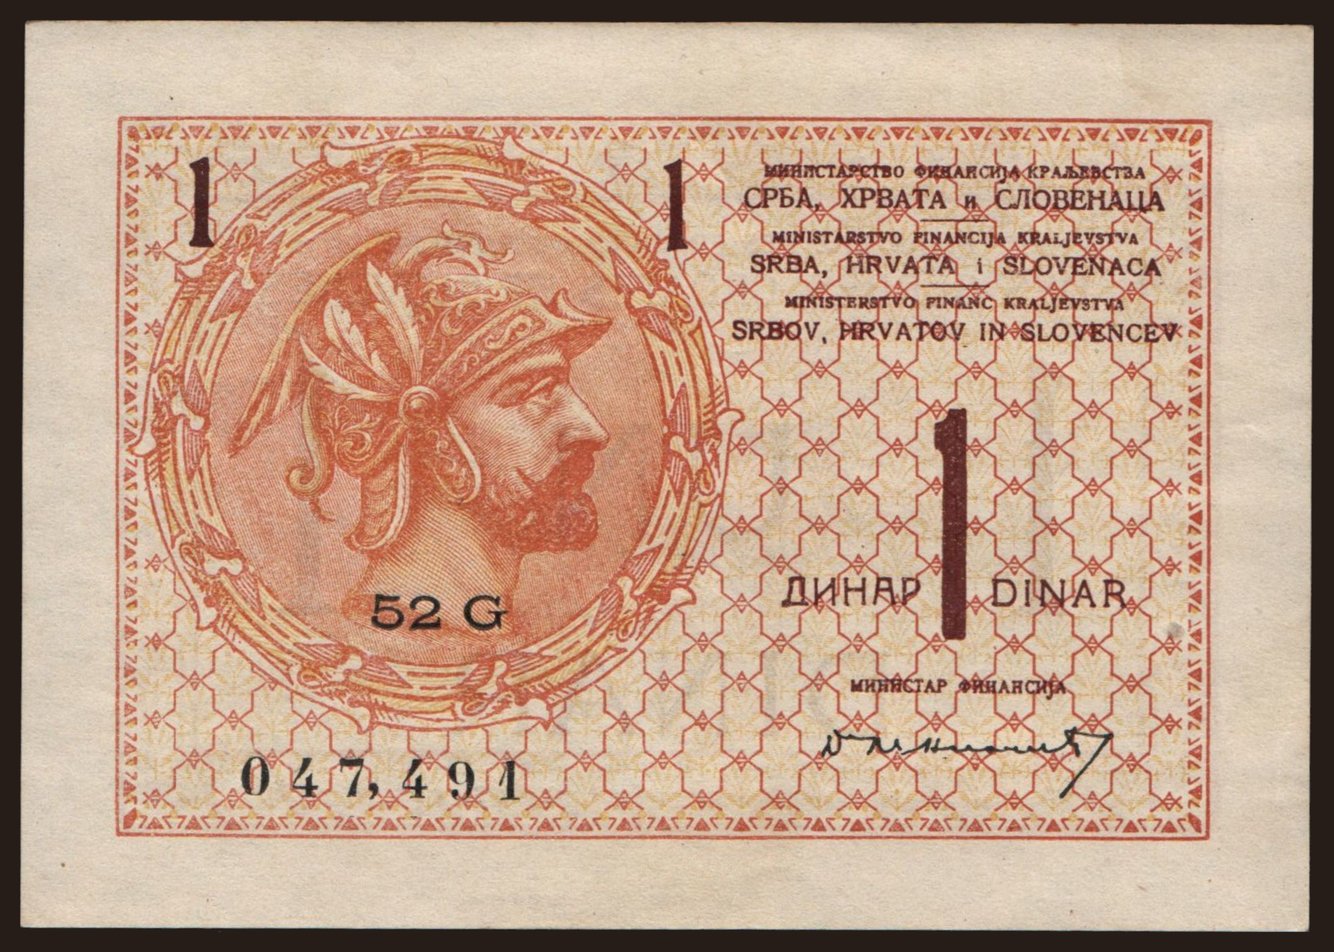 1 1
МИНИСТАРСТВО ФИНАНСИЈА КРАЉЕВСТВА
СРБА, ХРВАТА и СЛОВЕНАЦА
MINISTARSTVO FINANCIJA KRALJEVSTVA
SRBA, HRVATA i SLOVENACA
MINISTERSTVO FINANC KRALJEVSTVA
SRBOV, HRVATOV IN SLOVENCEV
ДИНАР 1 DINAR
52 G
МИНИСТАР ФИНАНСИЈА
047,491